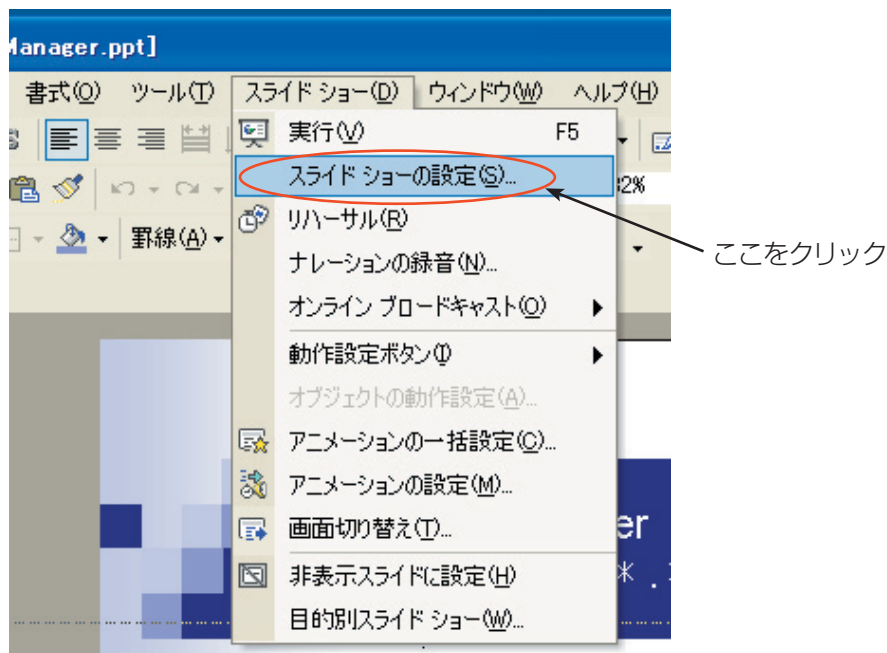 Manager.ppt]
書式(O) ツール(T) スライド ショー(D) ウィンドウ(W) ヘルプ(H)
実行(V) F5
スライド ショーの設定(S)...
2%
リハーサル(R)
罫線(A)
ここをクリック
ナレーションの録音(N)...
オンライン ブロードキャスト(O)
動作設定ボタン(I)
オブジェクトの動作設定(A)...
アニメーションの一括設定(C)...
アニメーションの設定(M)...
画面切り替え(T)...
er
非表示スライドに設定(H)
*.
目的別スライド ショー(W)...